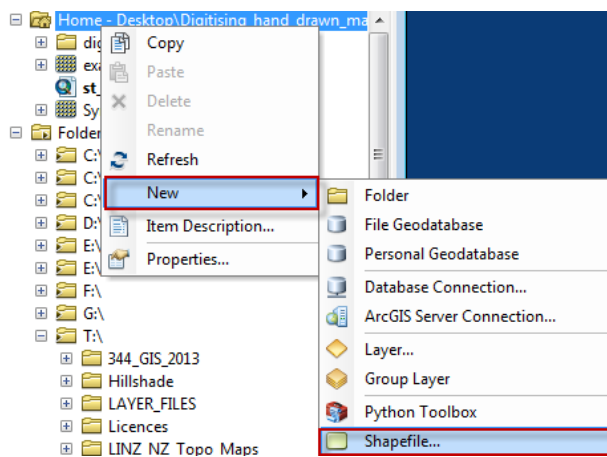 Home - Desktop\Digitising_hand_drawn_ma
dig
Copy
exa
Paste
st_
Delete
Sy
Rename
Folder
C:\
Refresh
C:\
New
C:\
D:\
Item Description...
E:\
Properties...
E:\
F:\
G:\
T:\
344_GIS_2013
Hillshade
LAYER_FILES
Licences
LINZ_NZ_Topo_Maps
Folder
File Geodatabase
Personal Geodatabase
Database Connection...
ArcGIS Server Connection...
Layer...
Group Layer
Python Toolbox
Shapefile...